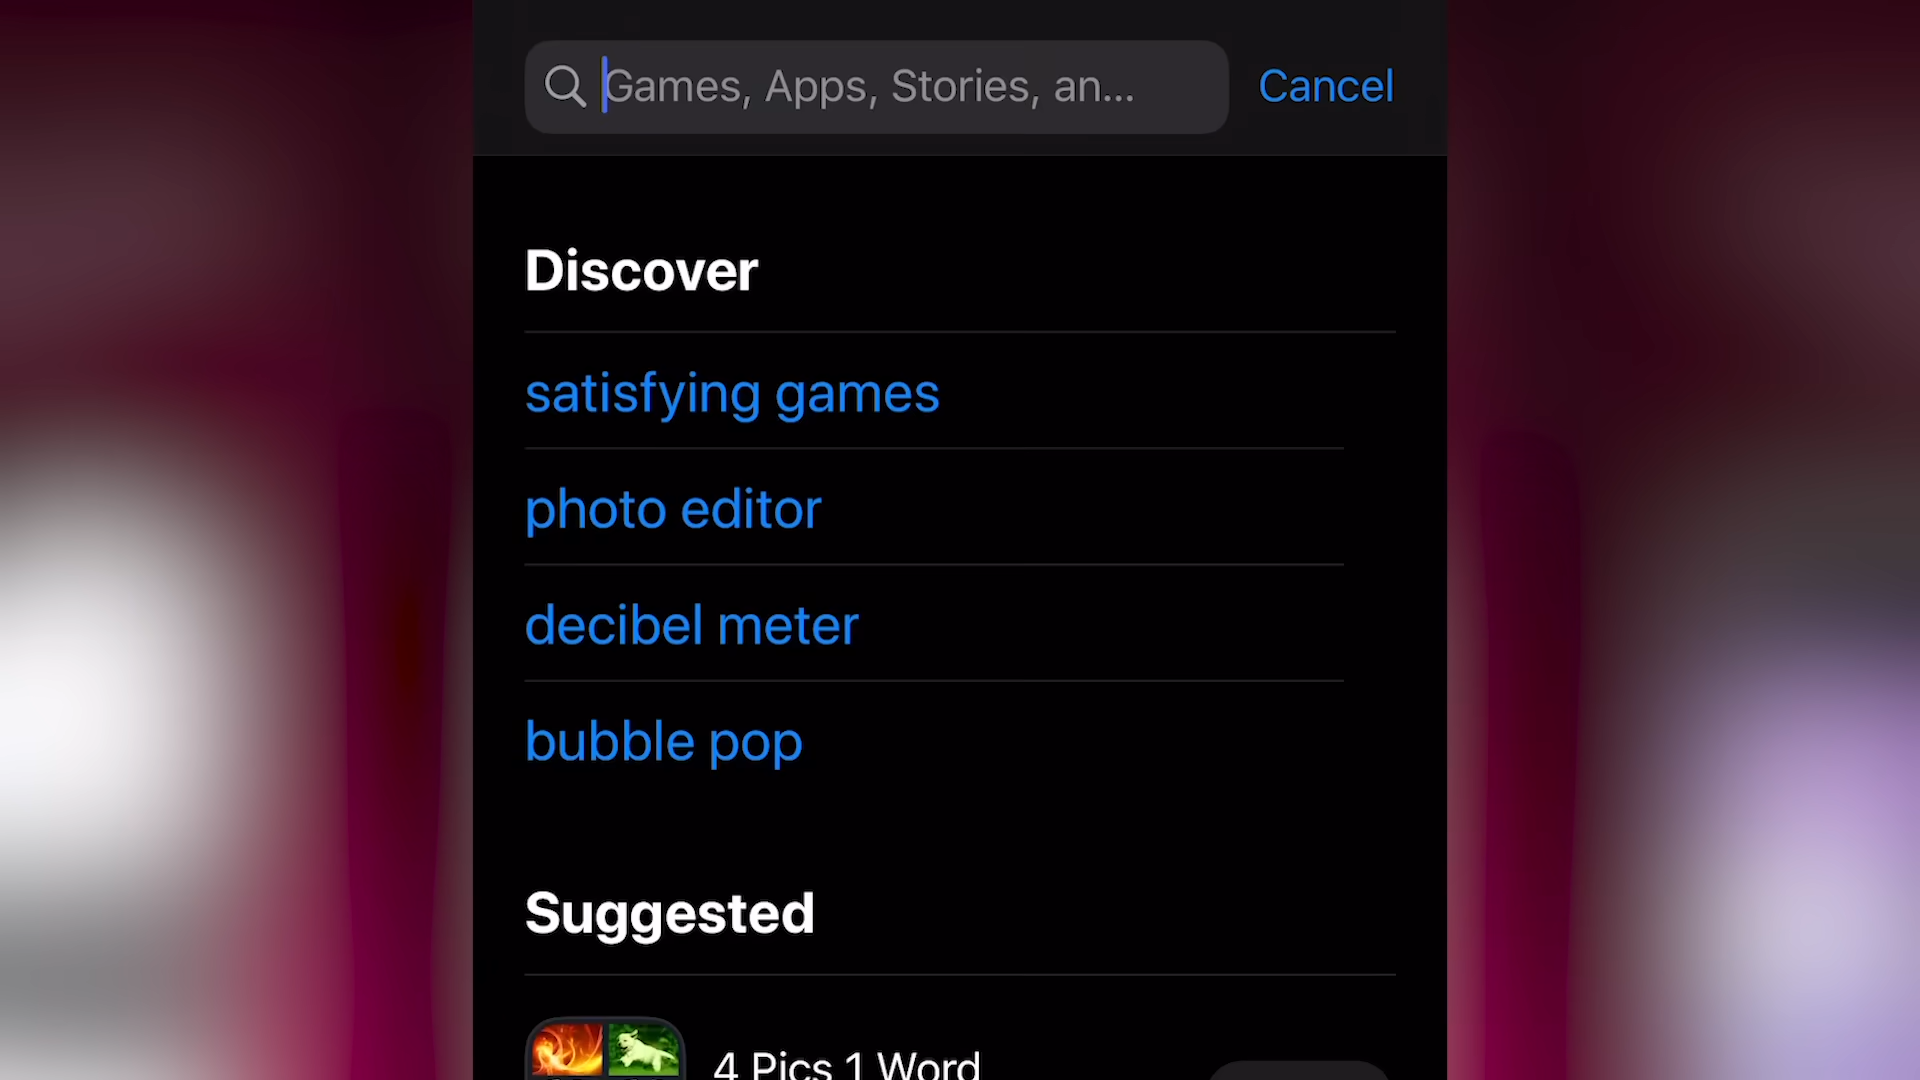 Games, Apps, Stories, an...
Cancel
Discover
satisfying games
photo editor
decibel meter
bubble pop
Suggested
4 Pics 1 Word